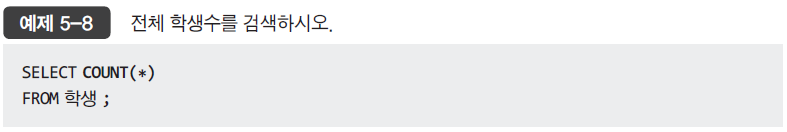 예제 5-8 전체 학생수를 검색하시오.
SELECT COUNT(*)
FROM 학생 ;